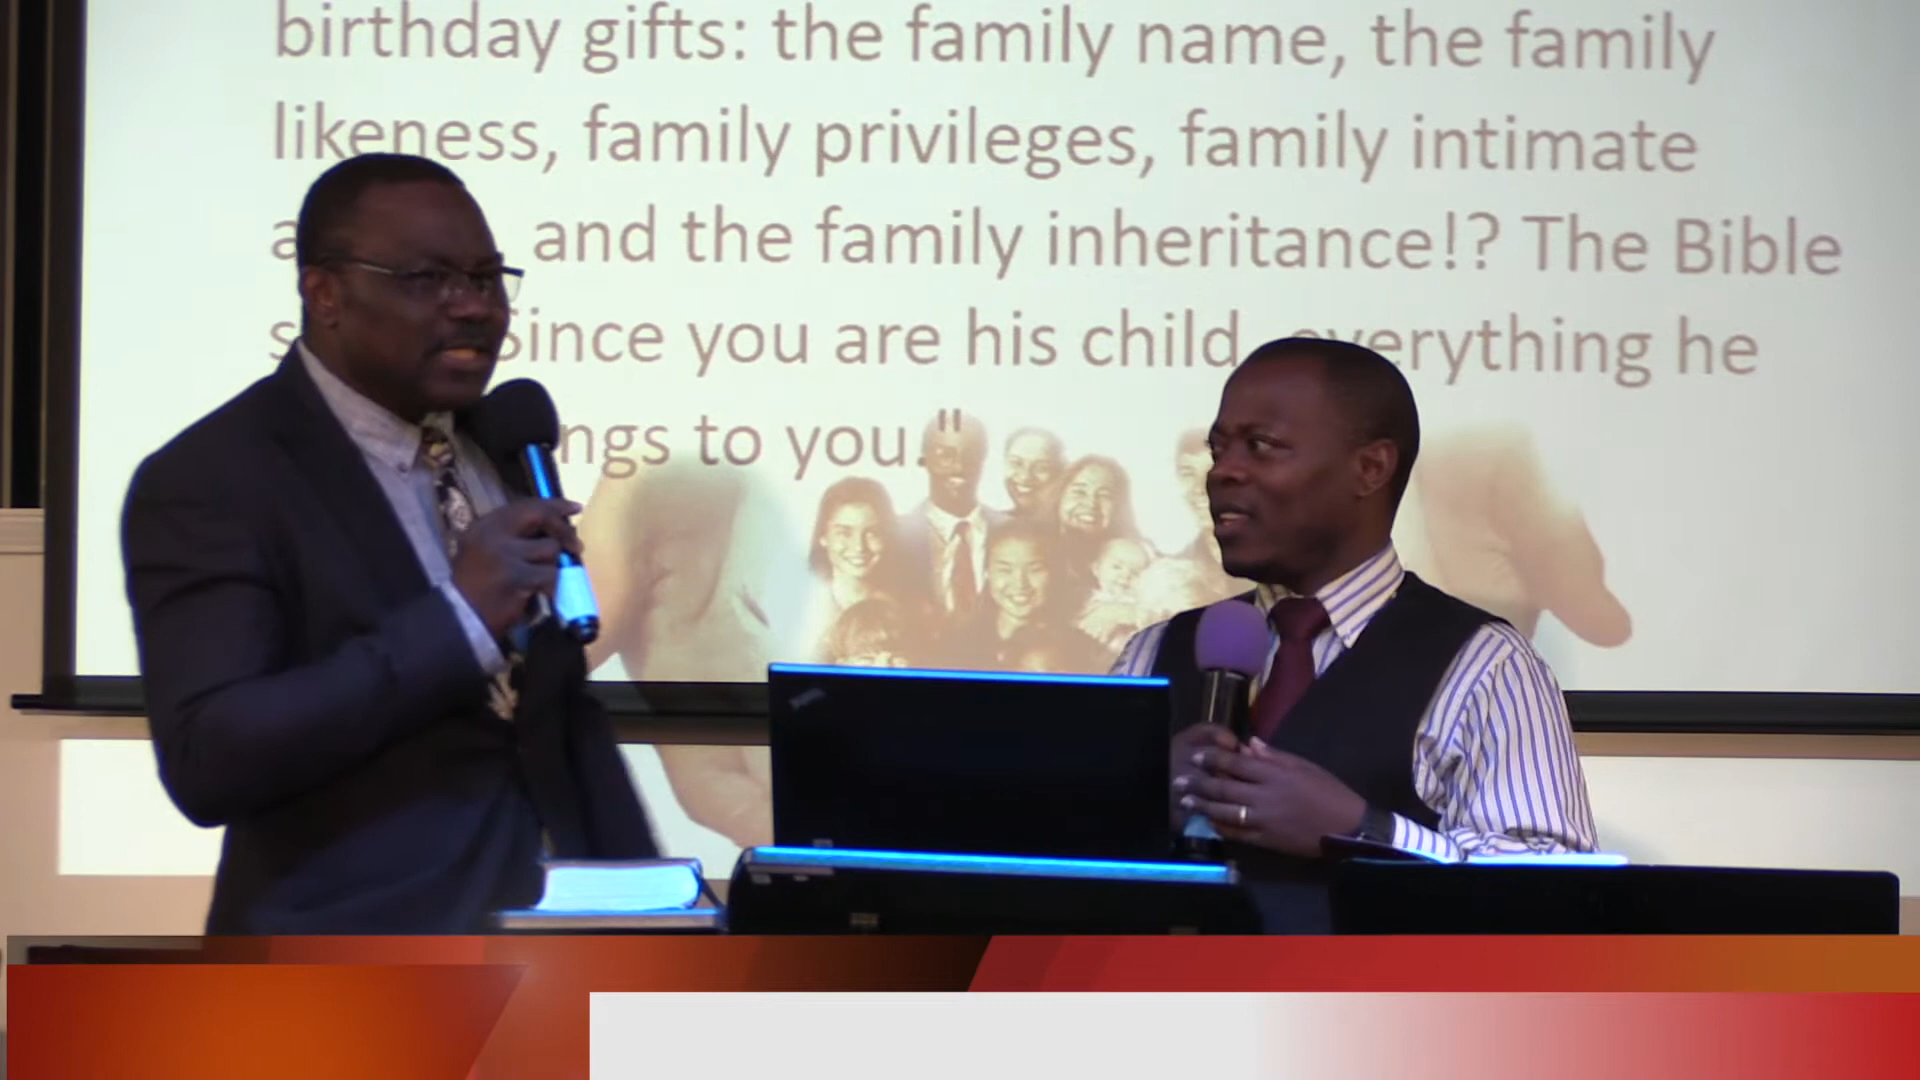 birthday gifts: the family name, the family
likeness, family privileges, family intimate
and the family inheritance!? The Bible
Since you are his child, everything he
to you."